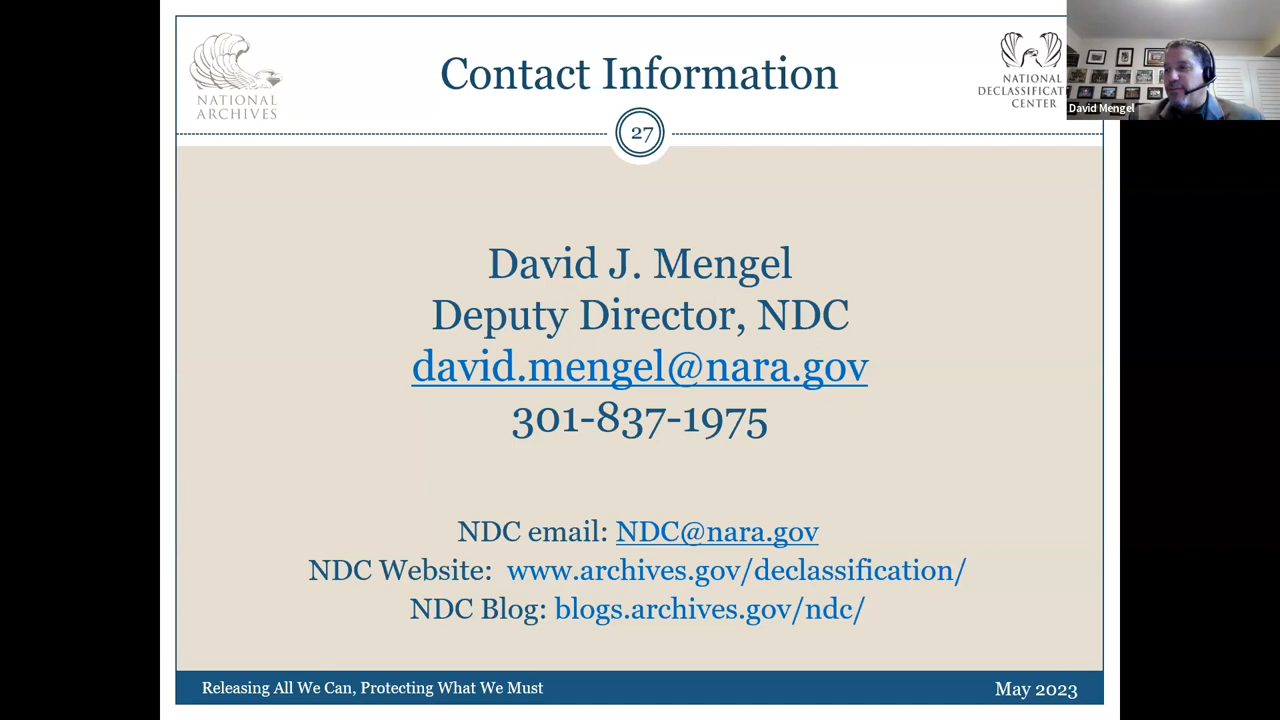 NATIONAL
ARCHIVES
Contact Information
NATIONAL
DECLASSIFICAT
CENTER
David Mengel
27
David J. Mengel
Deputy Director, NDC
david.mengel@nara.gov
301-837-1975
NDC email: NDC@nara.gov
NDC Website: www.archives.gov/declassification/
NDC Blog: blogs.archives.gov/ndc/
Releasing All We Can, Protecting What We Must
May 2023